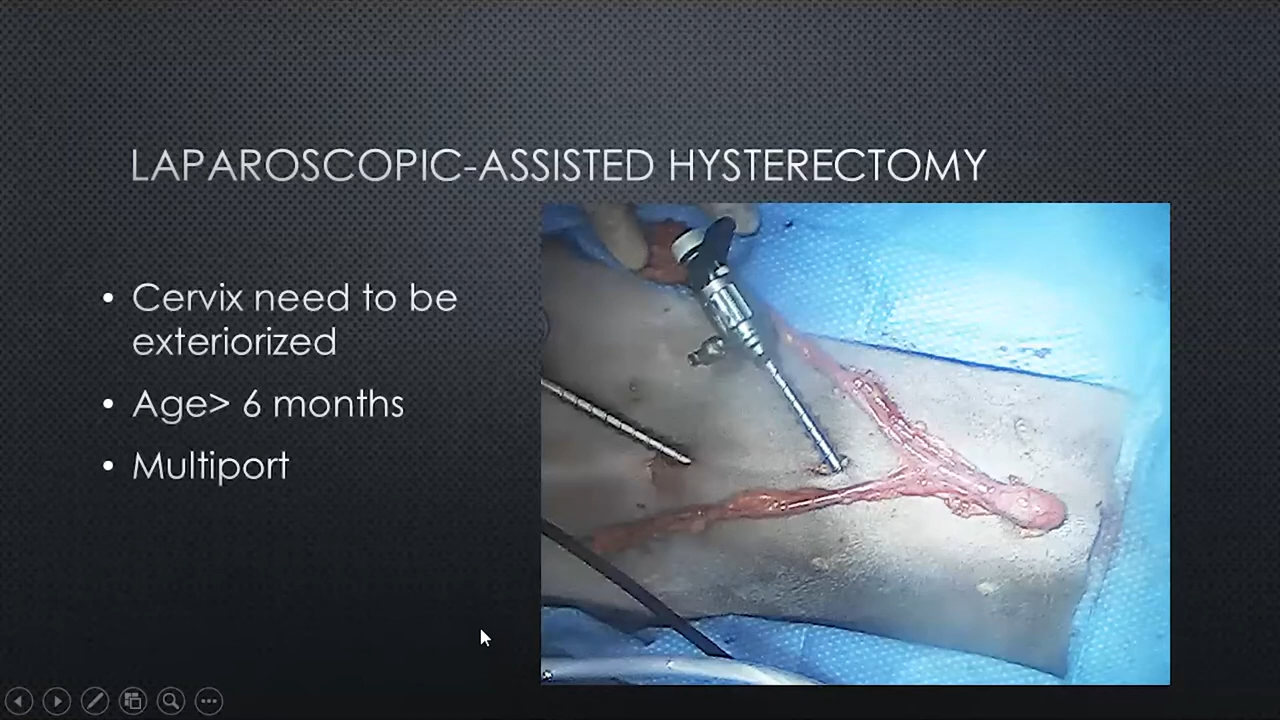 LAPAROSCOPIC-ASSISTED HYSTERECTOMY
• Cervix need to be
exteriorized
• Age> 6 months
• Multiport